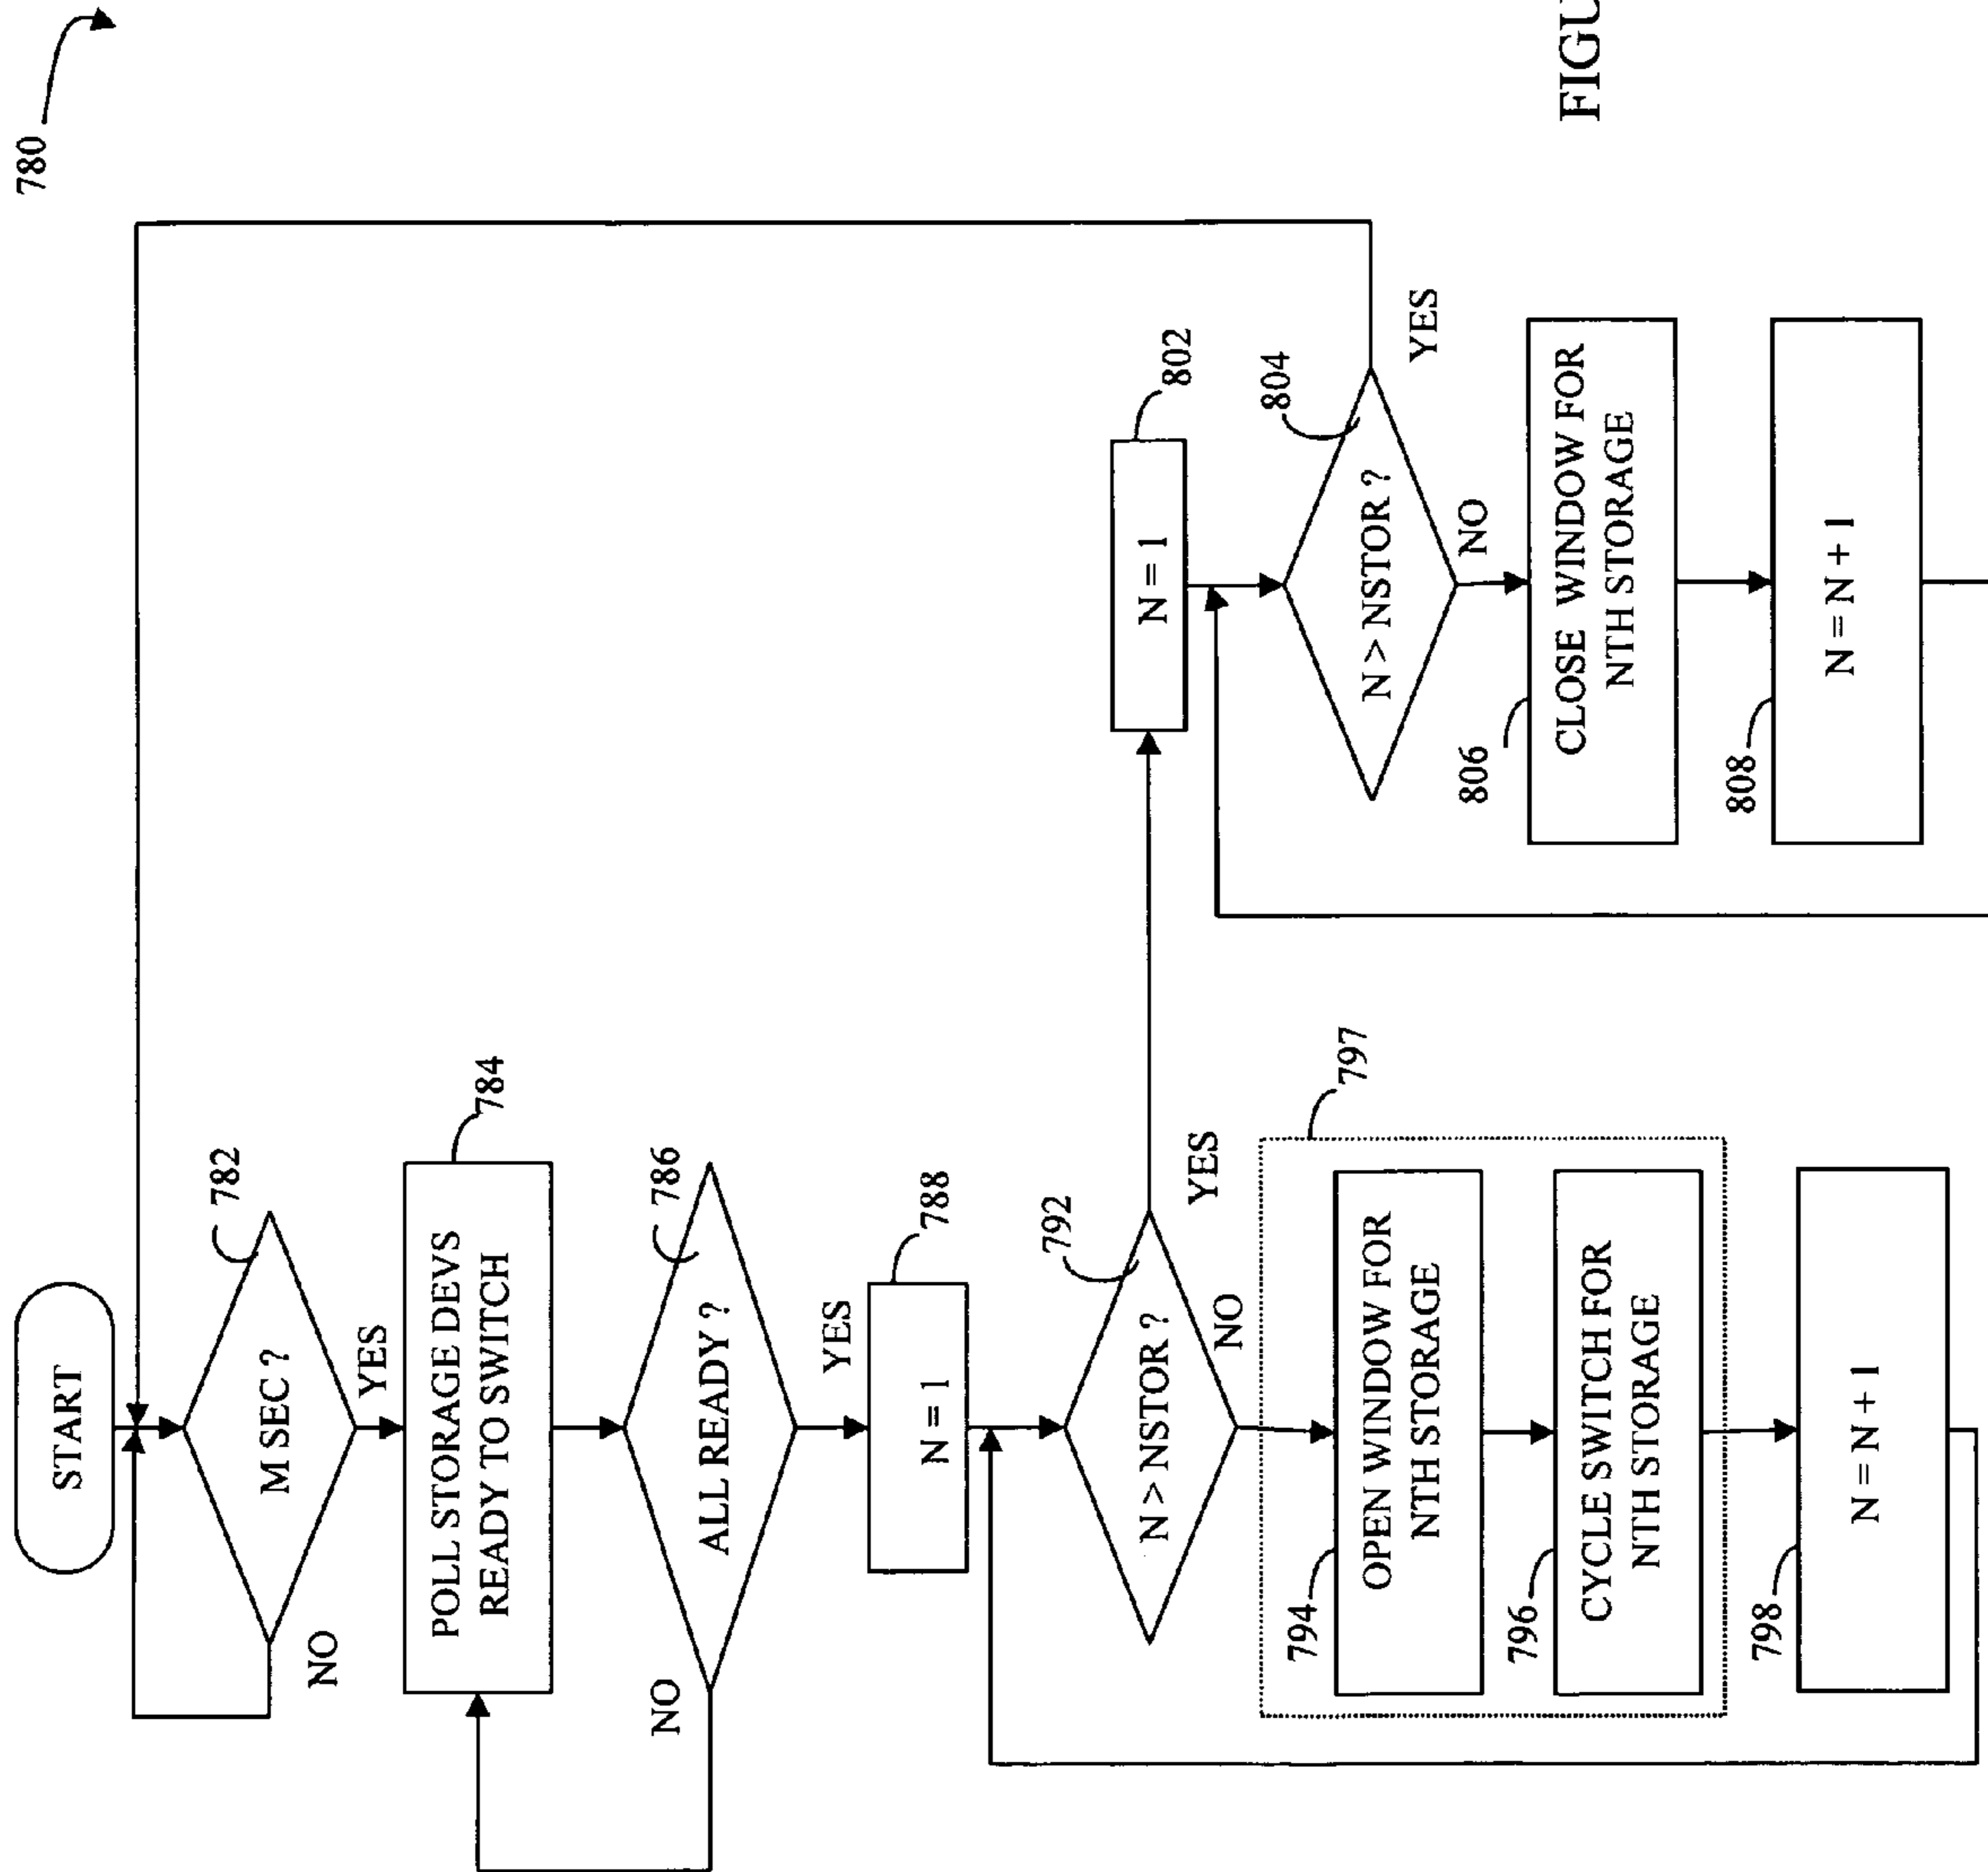 780
START
782
M SEC ?
NO
YES
784
POLL STORAGE DEVS
READY TO SWITCH
786
ALL READY ?
NO
YES
788
N = 1
792
N > NSTOR ?
YES
NO
797
794
OPEN WINDOW FOR
NTH STORAGE
796
CYCLE SWITCH FOR
NTH STORAGE
798
N = N + 1
802
N = 1
804
N > NSTOR ?
YES
NO
806
CLOSE WINDOW FOR
NTH STORAGE
808
N = N + 1
FIGU